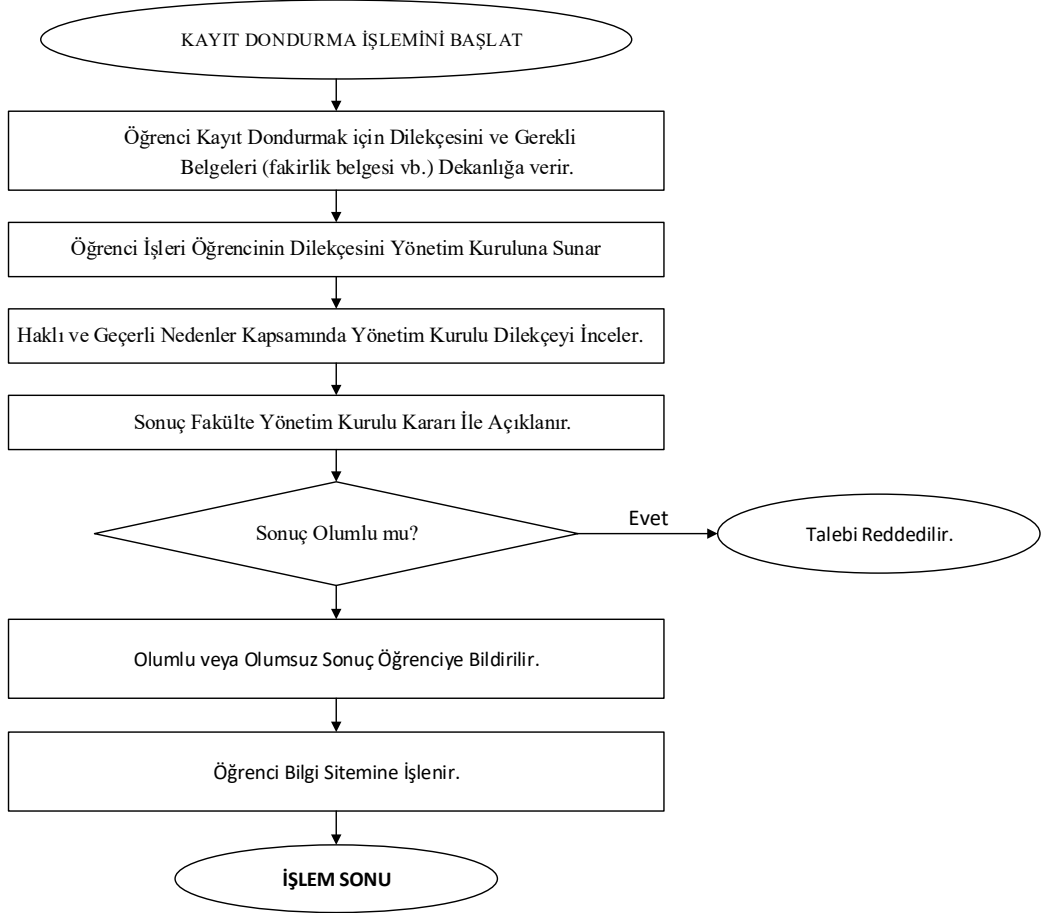 KAYIT DONDURMA İŞLEMİNİ BAŞLAT
Öğrenci Kayıt Dondurmak için Dilekçesini ve Gerekli
Belgeleri (fakirlik belgesi vb.) Dekanlığa verir.
Öğrenci İşleri Öğrencinin Dilekçesini Yönetim Kuruluna Sunar
Haklı ve Geçerli Nedenler Kapsamında Yönetim Kurulu Dilekçeyi İnceler.
Sonuç Fakülte Yönetim Kurulu Kararı İle Açıklanır.
Sonuç Olumlu mu?
Evet
Talebi Reddedilir.
Olumlu veya Olumsuz Sonuç Öğrenciye Bildirilir.
Öğrenci Bilgi Sitemine İşlenir.
İŞLEM SONU